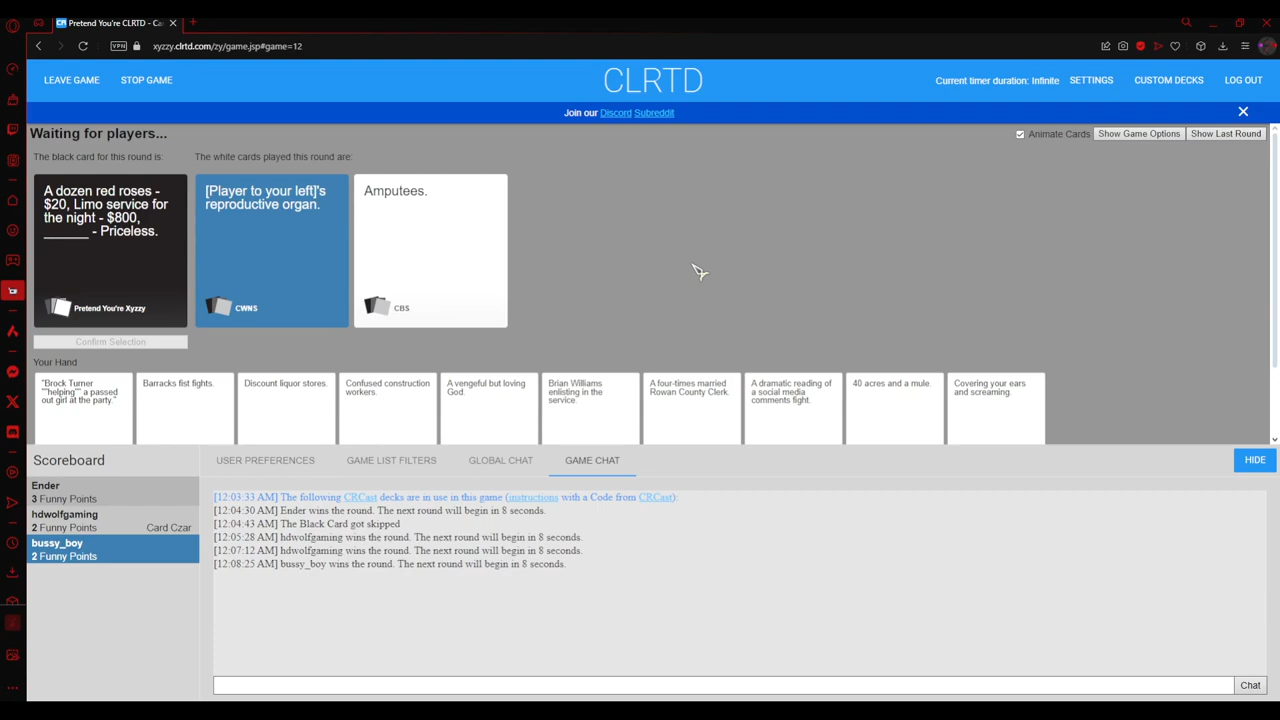 Pretend You're CLRTD - Ca
VPN
xyzzy.clrtd.com/zy/game.jsp#game=12
LEAVE GAME
STOP GAME
CLRTD
Current timer duration: Infinite
SETTINGS
CUSTOM DECKS
LOG OUT
Join our Discord Subreddit
Waiting for players...
Animate Cards
Show Game Options
Show Last Round
The black card for this round is:
The white cards played this round are:
A dozen red roses -
$20, Limo service for
the night - $800,
______ - Priceless.
Pretend You're Xyzzy
[Player to your left]'s
reproductive organ.
CWNS
Amputees.
CBS
Confirm Selection
Your Hand
"Brock Turner
""helping"" a passed
out girl at the party."
Barracks fist fights.
Discount liquor stores.
Confused construction
workers.
A vengeful but loving
God.
Brian Williams
enlisting in the
service.
A four-times married
Rowan County Clerk.
A dramatic reading of
a social media
comments fight.
40 acres and a mule.
Covering your ears
and screaming.
Scoreboard
Ender
3 Funny Points
hdwolfgaming
2 Funny Points
Card Czar
bussy_boy
2 Funny Points
USER PREFERENCES
GAME LIST FILTERS
GLOBAL CHAT
GAME CHAT
HIDE
[12:03:33 AM] The following CRCast decks are in use in this game (instructions with a Code from CRCast):
[12:04:30 AM] Ender wins the round. The next round will begin in 8 seconds.
[12:04:43 AM] The Black Card got skipped
[12:05:28 AM] hdwolfgaming wins the round. The next round will begin in 8 seconds.
[12:07:12 AM] hdwolfgaming wins the round. The next round will begin in 8 seconds.
[12:08:25 AM] bussy_boy wins the round. The next round will begin in 8 seconds.
Chat